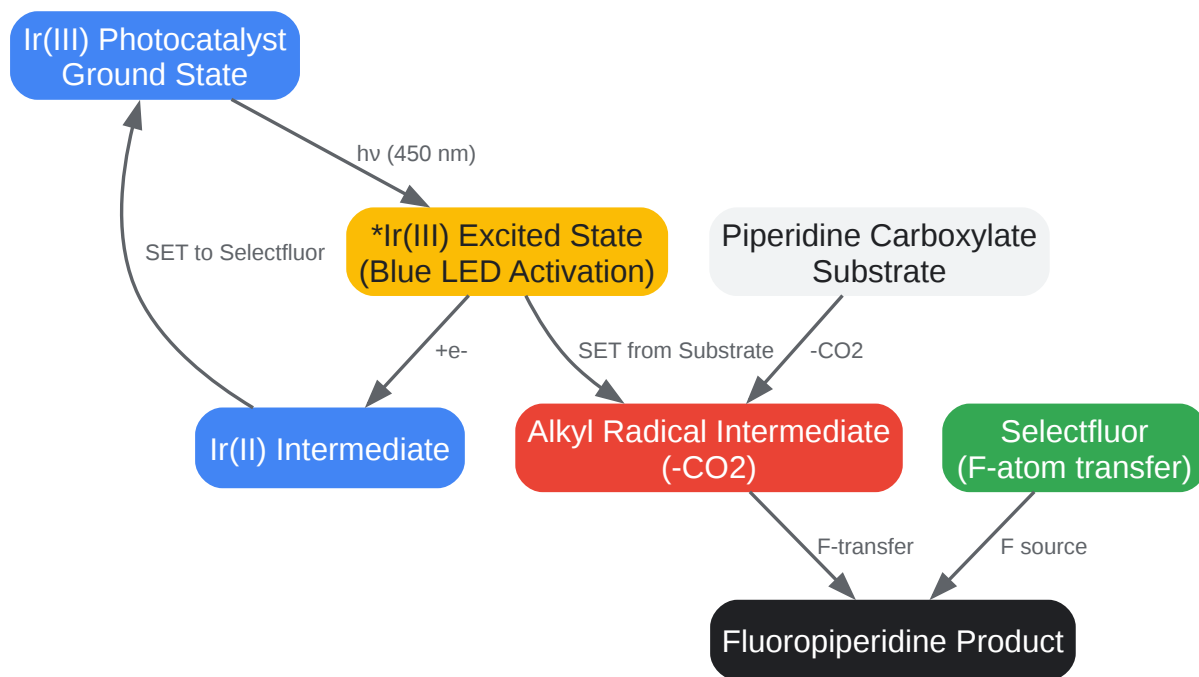 Ir(III) Photocatalyst
Ground State
hν (450 nm)
SET to Selectfluor
*Ir(III) Excited State
(Blue LED Activation)
Piperidine Carboxylate
Substrate
+e-
SET from Substrate
-CO2
Ir(II) Intermediate
Alkyl Radical Intermediate
(-CO2)
Selectfluor
(F-atom transfer)
F-transfer
F source
Fluoropiperidine Product